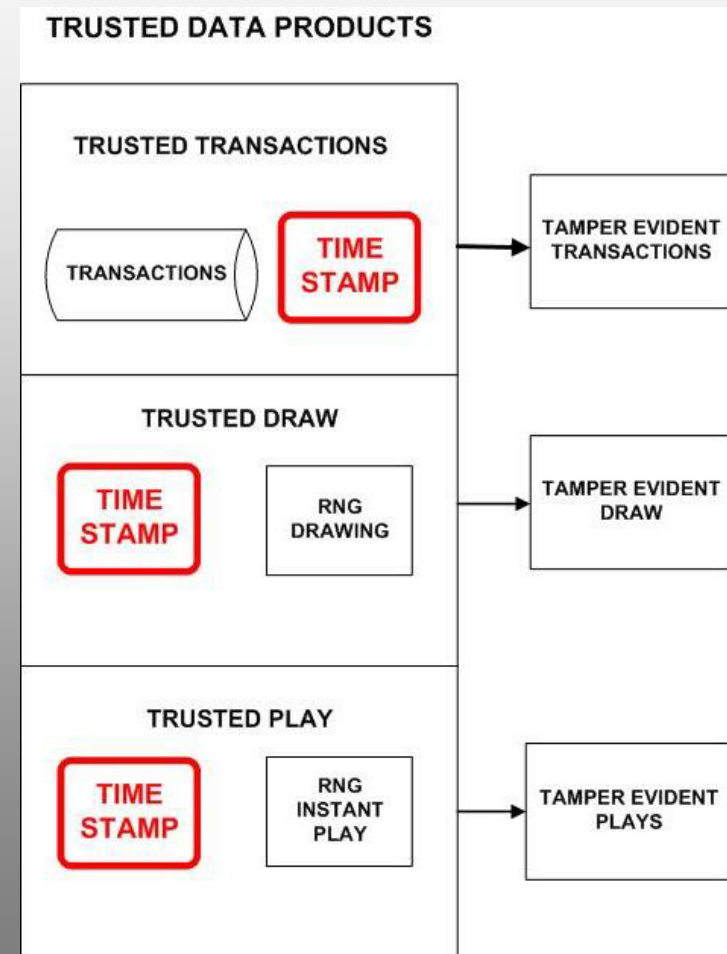 TRUSTED DATA PRODUCTS
TRUSTED TRANSACTIONS
TRANSACTIONS
TIME
STAMP
TAMPER EVIDENT
TRANSACTIONS
TRUSTED DRAW
TIME
STAMP
RNG
DRAWING
TAMPER EVIDENT
DRAW
TRUSTED PLAY
TIME
STAMP
RNG
INSTANT
PLAY
TAMPER EVIDENT
PLAYS